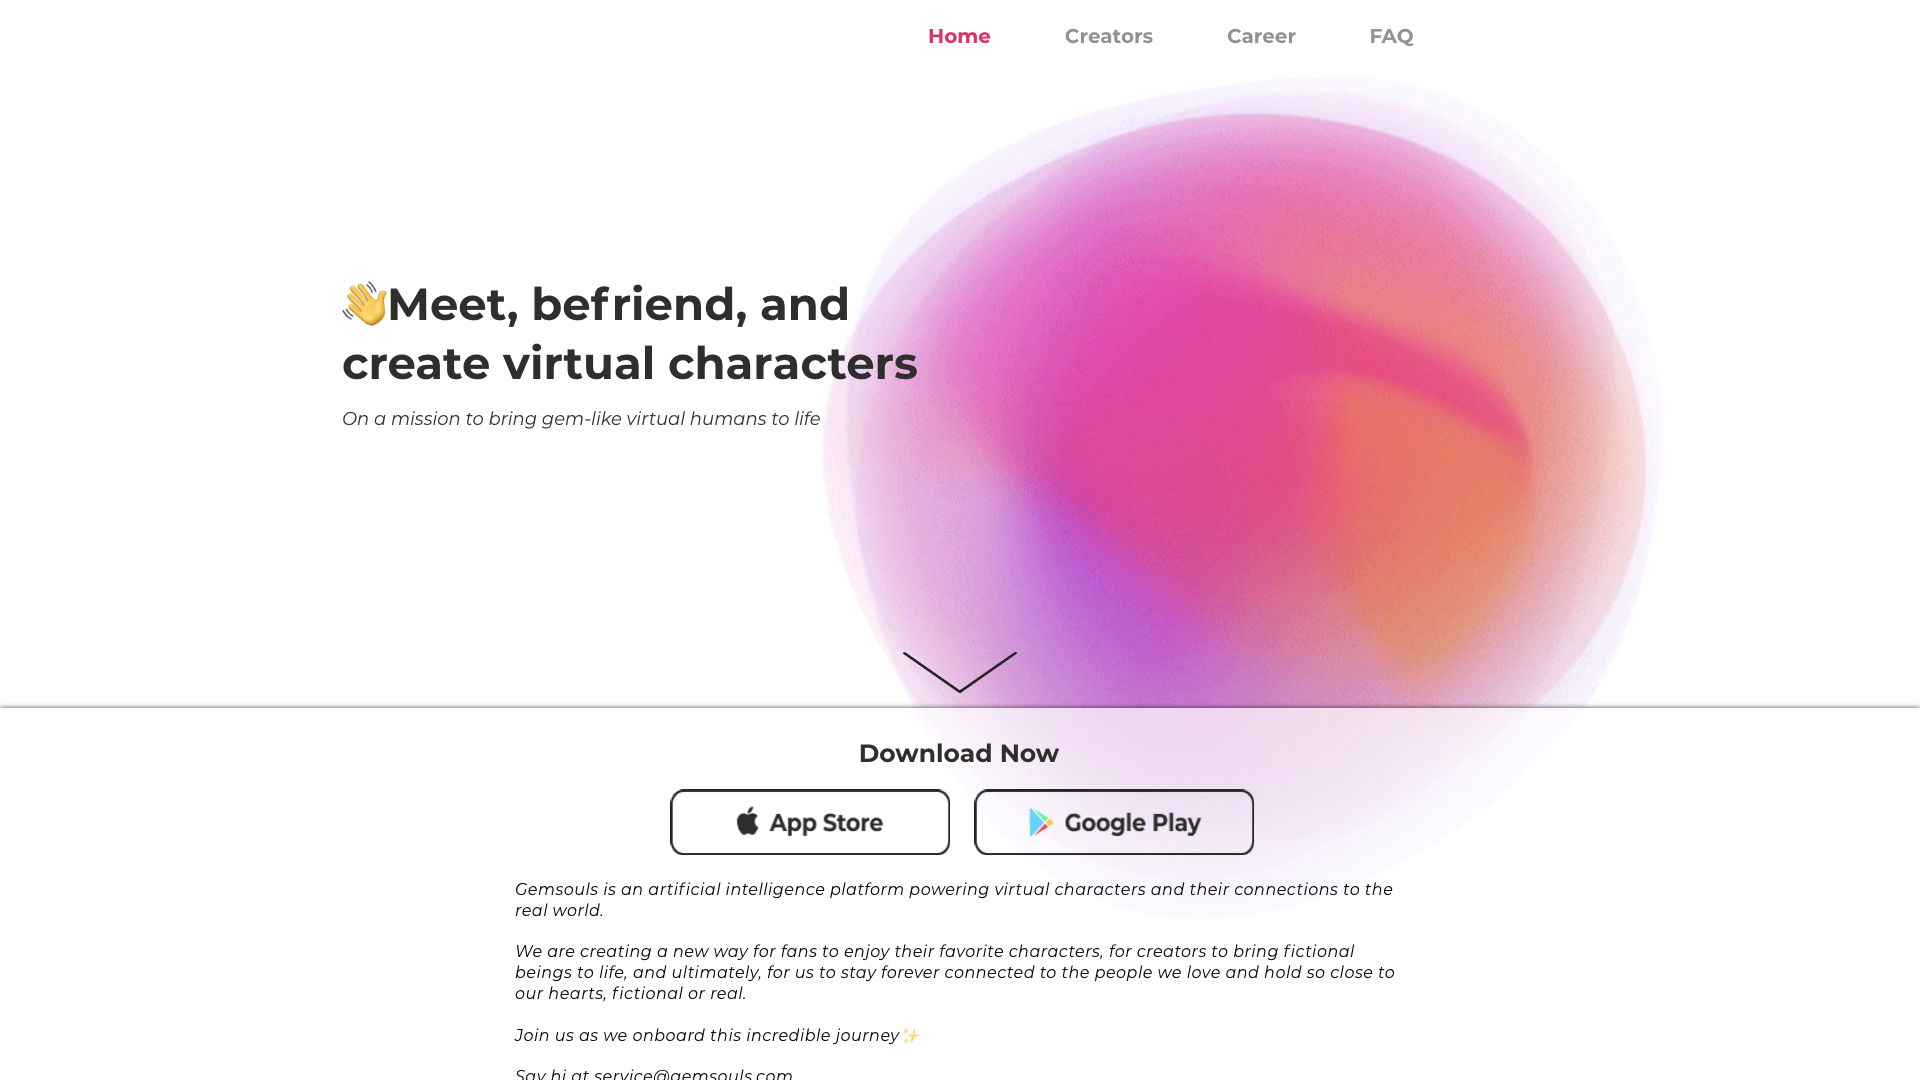 Home Creators Career FAQ
👋Meet, befriend, and
create virtual characters
On a mission to bring gem-like virtual humans to life
Download Now
App Store Google Play
Gemsouls is an artificial intelligence platform powering virtual characters and their connections to the
real world.
We are creating a new way for fans to enjoy their favorite characters, for creators to bring fictional
beings to life, and ultimately, for us to stay forever connected to the people we love and hold so close to
our hearts, fictional or real.
Join us as we onboard this incredible journey✨
Say hi at service@gemsouls.com